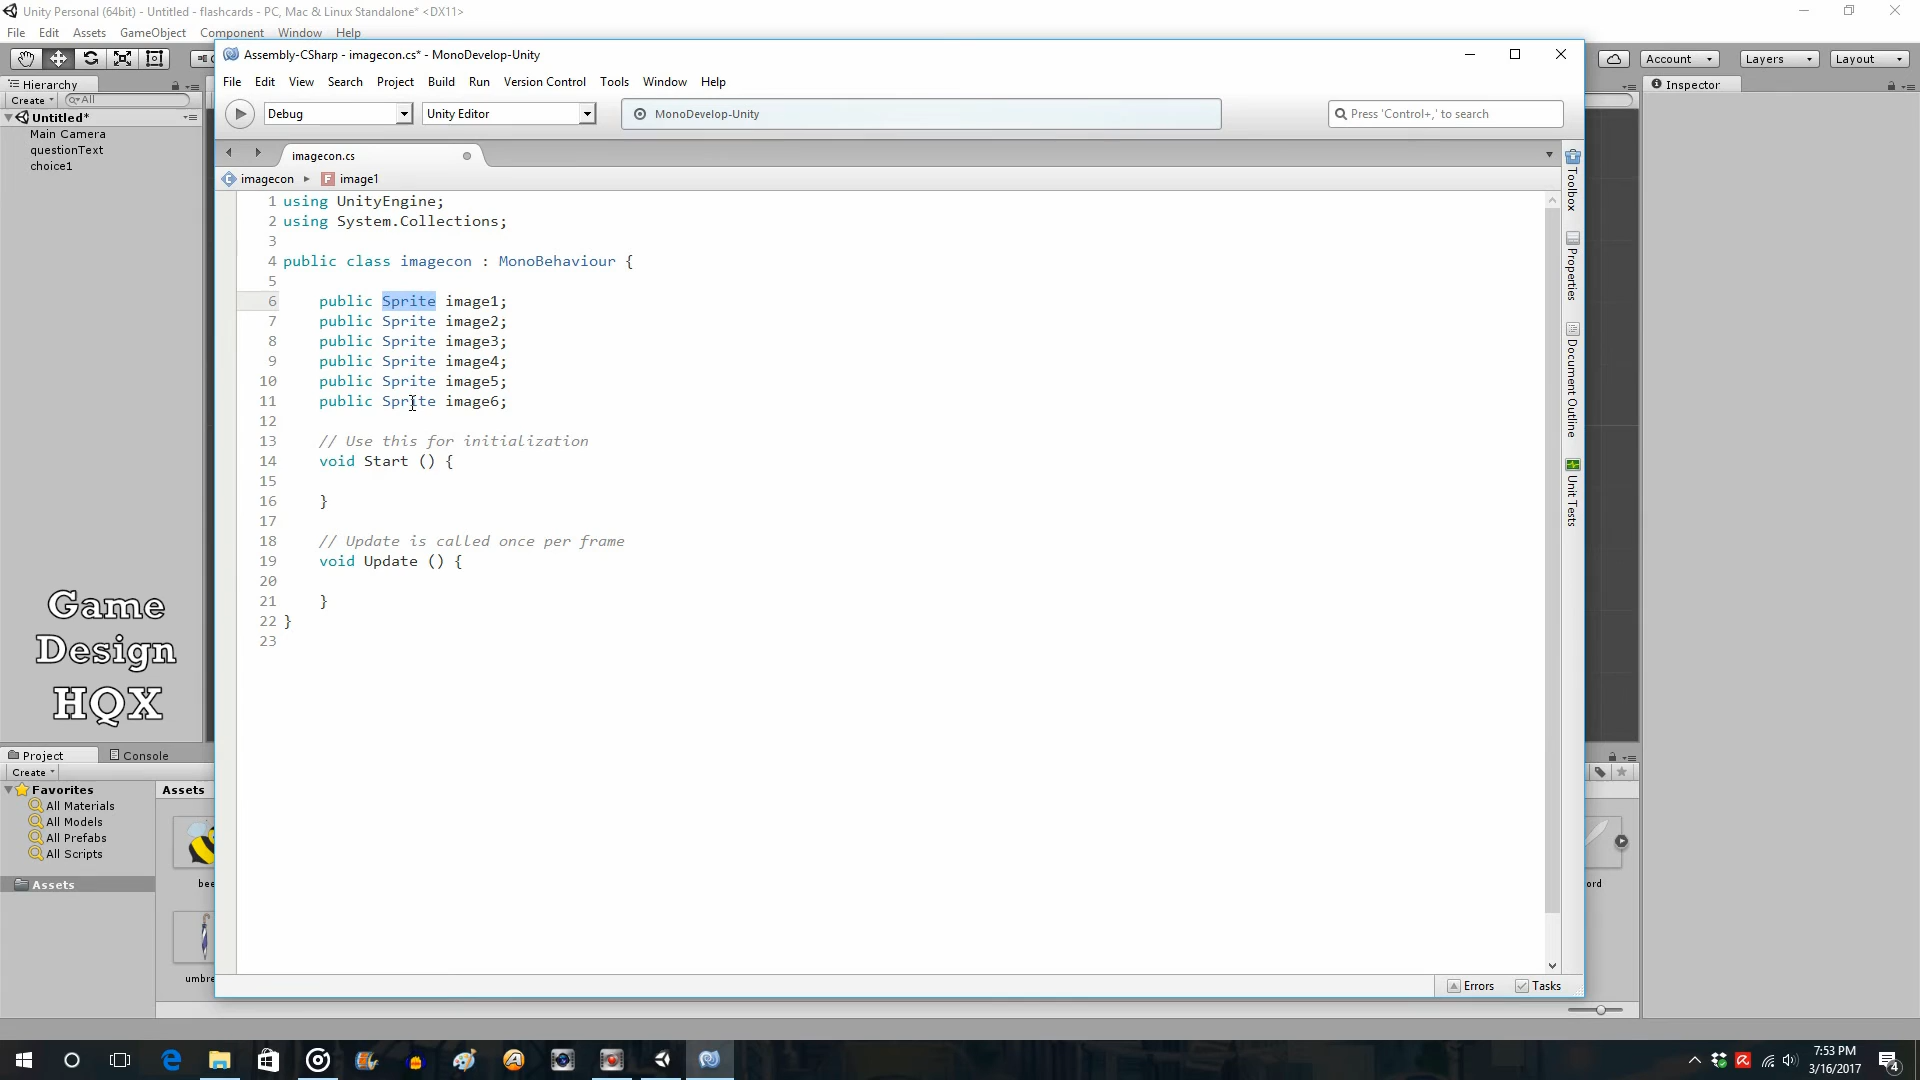 Unity Personal (64bit) - Untitled - flashcards - PC, Mac & Linux Standalone* <DX11>
File Edit Assets GameObject Component Window Help
Account Layers Layout
Assembly-CSharp - imagecon.cs* - MonoDevelop-Unity
File Edit View Search Project Build Run Version Control Tools Window Help
Debug Unity Editor MonoDevelop-Unity Press 'Control+,' to search
Hierarchy
Create All
Untitled*
Main Camera
questionText
choice1
Inspector
imagecon.cs
imagecon image1
1 using UnityEngine;
2 using System.Collections;
3
4 public class imagecon : MonoBehaviour {
5
6 public Sprite image1;
7 public Sprite image2;
8 public Sprite image3;
9 public Sprite image4;
10 public Sprite image5;
11 public Sprite image6;
12
13 // Use this for initialization
14 void Start () {
15
16 }
17
18 // Update is called once per frame
19 void Update () {
20
21 }
22 }
23
Toolbox
Properties
Document Outline
Unit Tests
Game
Design
HQX
Project Console
Create
Favorites
All Materials
All Models
All Prefabs
All Scripts
Assets
Assets
bee
umbre
ord
Errors Tasks
7:53 PM
3/16/2017
4